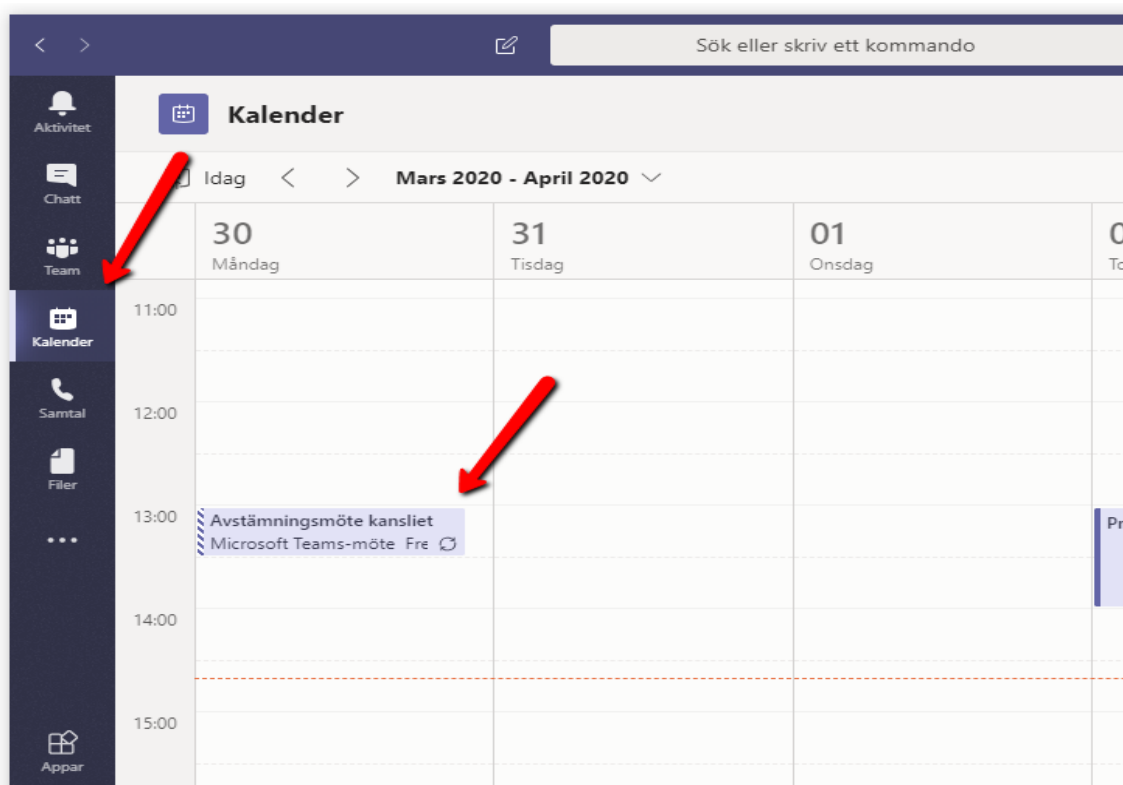 Sök eller skriv ett kommando
Aktivitet
Chatt
Team
Kalender
Samtal
Filer
Appar
Kalender
Idag
Mars 2020 - April 2020
30
Måndag
31
Tisdag
01
Onsdag
11:00
12:00
13:00
14:00
15:00
Avstämningsmöte kansliet
Microsoft Teams-möte Fre